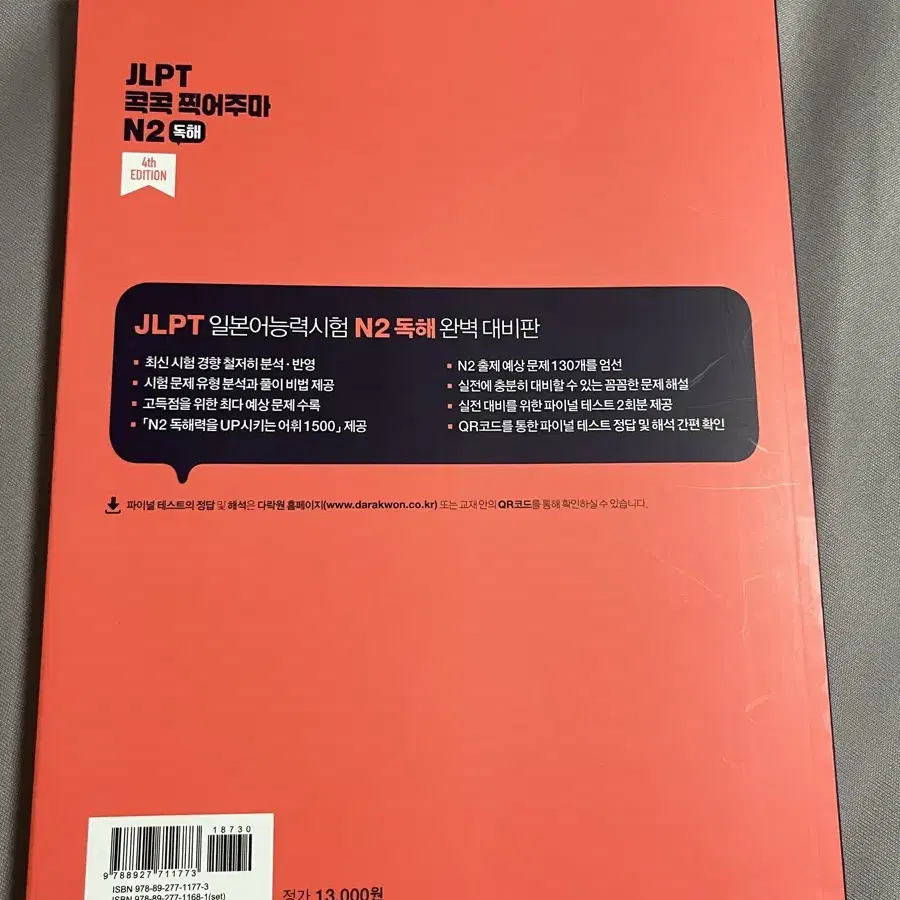 JLPT
콕콕 찍어주마
N2 독해
4th
EDITION
JLPT 일본어능력시험 N2 독해 완벽 대비판
▪ 최신 시험 경향 철저히 분석·반영
▪ 시험 문제 유형 분석과 풀이 비법 제공
▪ 고득점을 위한 최다 예상 문제 수록
▪ 「N2 독해력을 UP시키는 어휘 1500」 제공
▪ N2 출제 예상 문제 130개를 엄선
▪ 실전에 충분히 대비할 수 있는 꼼꼼한 문제 해설
▪ 실전 대비를 위한 파이널 테스트 2회분 제공
▪ QR코드를 통한 파이널 테스트 정답 및 해석 간편 확인
파이널 테스트의 정답 및 해석은 다락원 홈페이지(www.darakwon.co.kr) 또는 교재 안의 QR코드를 통해 확인하실 수 있습니다.
18730
9 788927 711773
ISBN 978-89-277-1177-3
ISBN 978-89-277-1168-1(set)
정가 13,000원